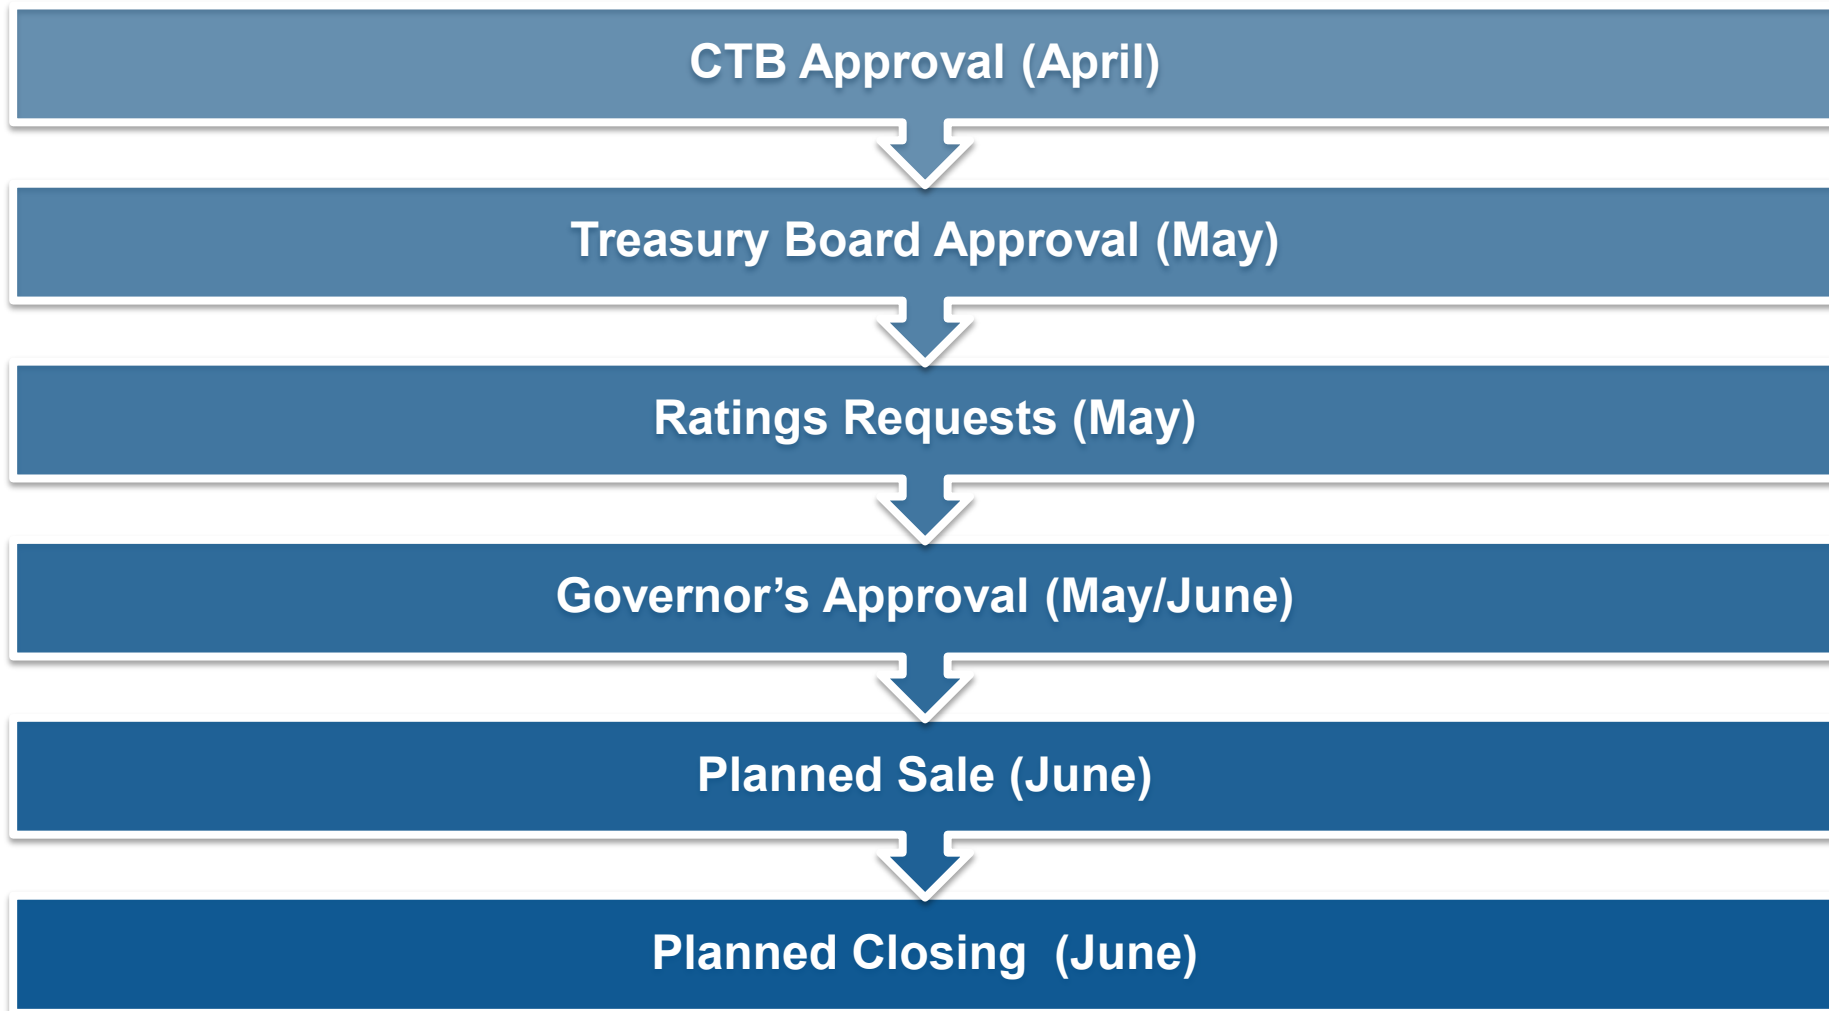 CTB Approval (April)
Treasury Board Approval (May)
Ratings Requests (May)
Governor’s Approval (May/June)
Planned Sale (June)
Planned Closing  (June)